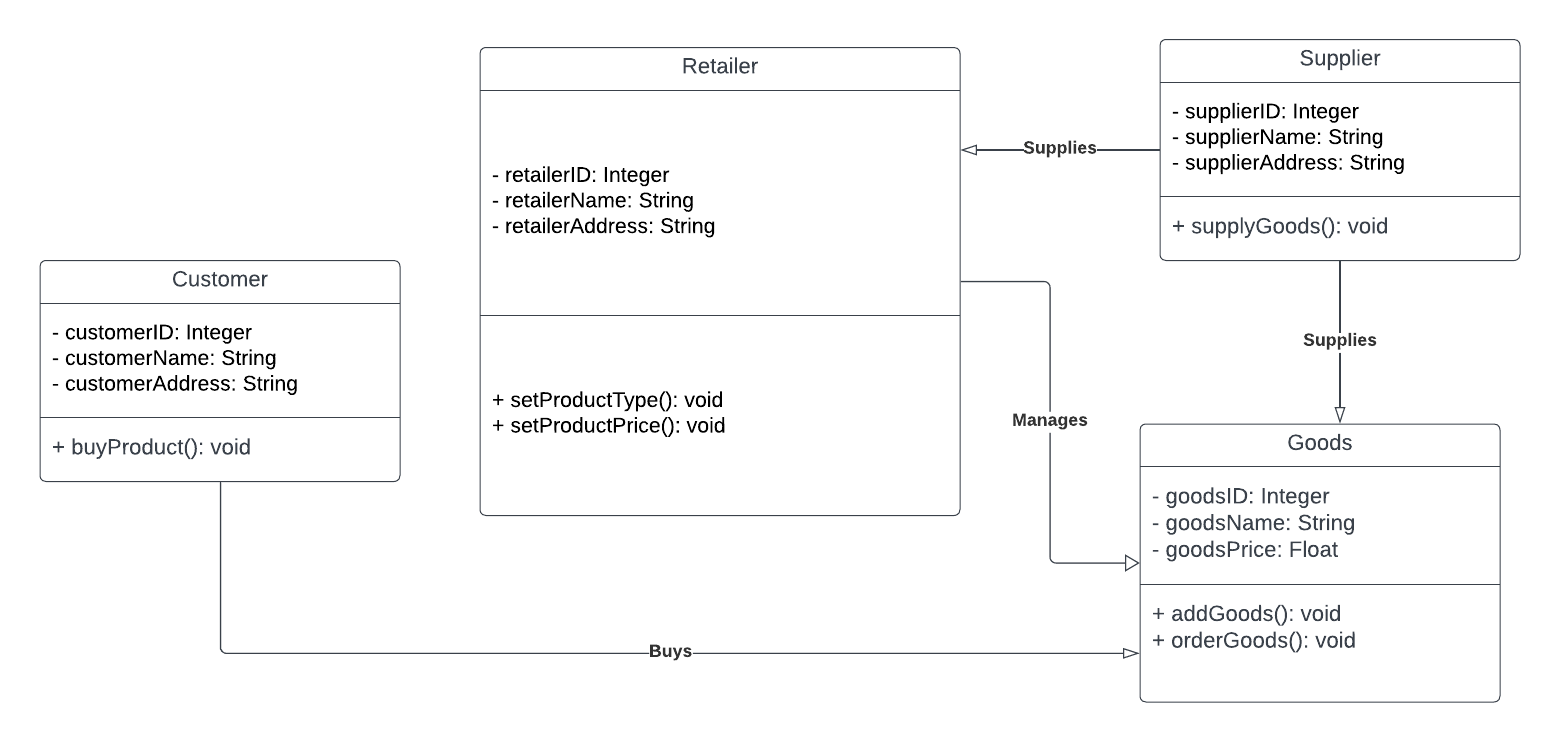 Retailer
- retailerID: Integer
- retailerName: String
- retailerAddress: String
+ setProductType(): void
+ setProductPrice(): void
Supplier
- supplierID: Integer
- supplierName: String
- supplierAddress: String
+ supplyGoods(): void
Supplies
Customer
- customerID: Integer
- customerName: String
- customerAddress: String
+ buyProduct(): void
Supplies
Manages
Goods
- goodsID: Integer
- goodsName: String
- goodsPrice: Float
+ addGoods(): void
+ orderGoods(): void
Buys